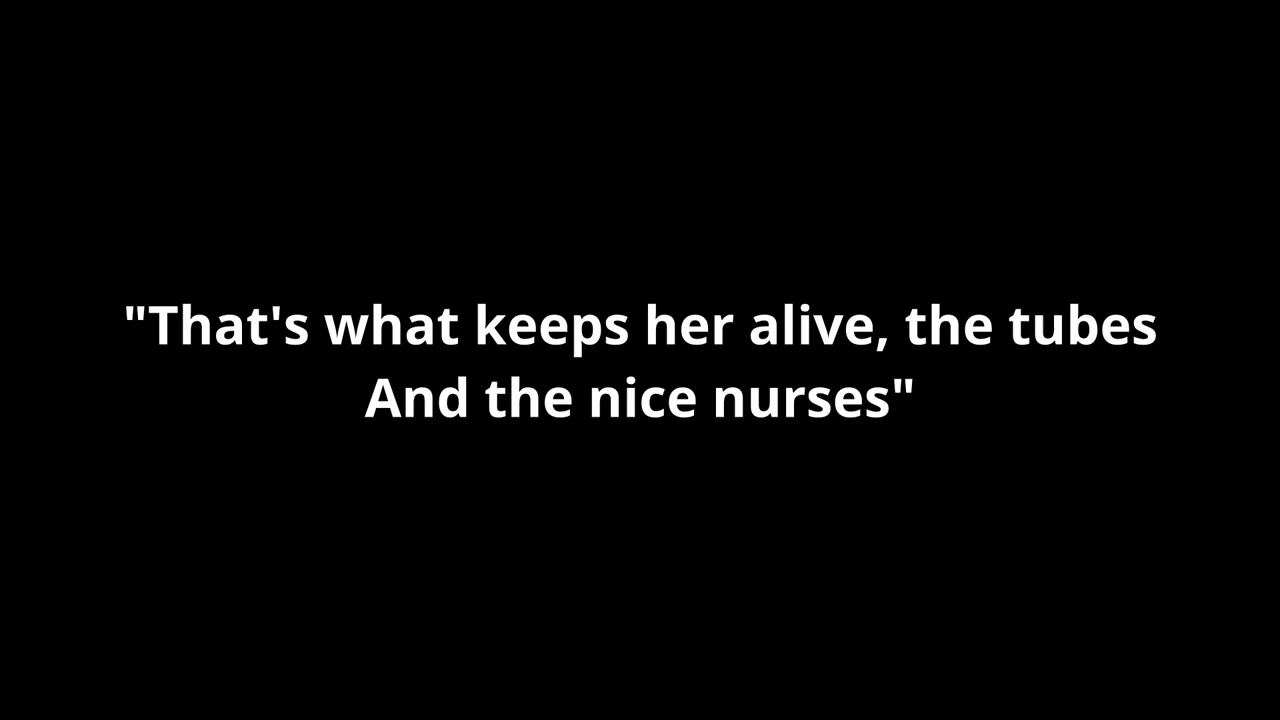 "That's what keeps her alive, the tubes
And the nice nurses"